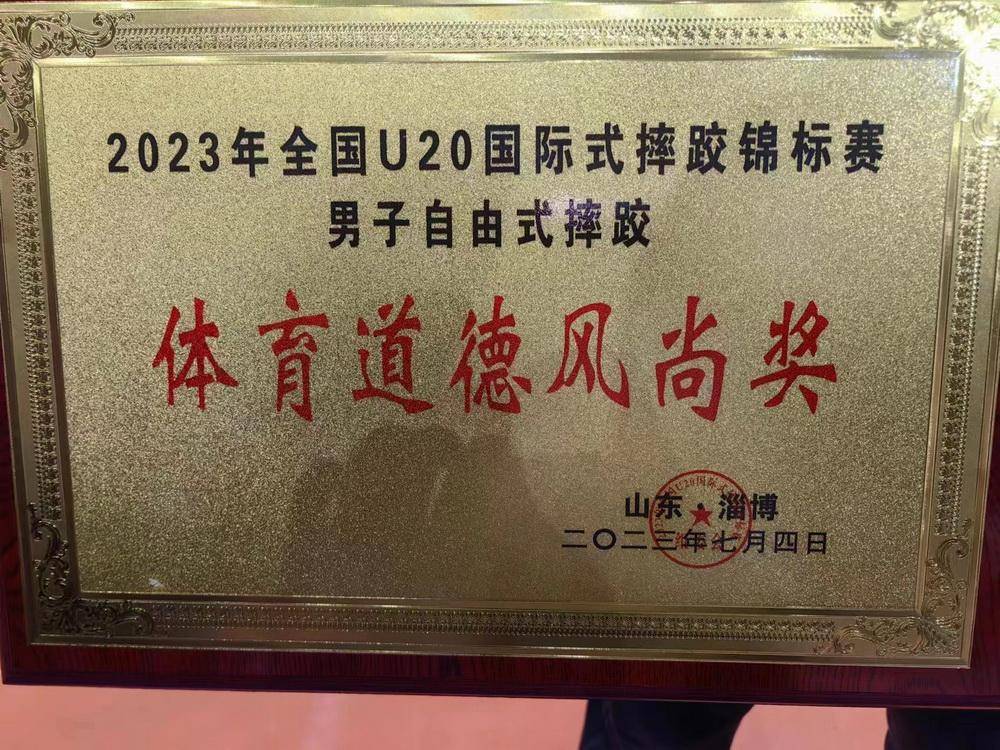 2023年全国U20国际式摔跤锦标赛
男子自由式摔跤
体育道德风尚奖
山东·淄博
二〇二三年七月四日